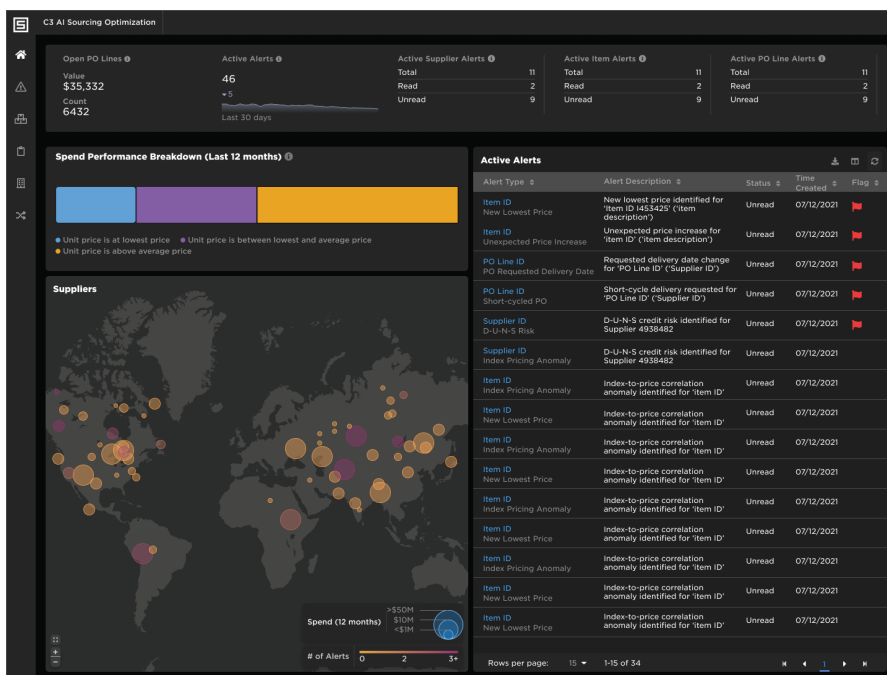 C3 AI Sourcing Optimization
Open PO Lines
Value
$35,332
Count
6432
Active Alerts
46
5
Last 30 days
Active Supplier Alerts
Total 11
Read 2
Unread 9
Active Item Alerts
Total 11
Read 2
Unread 9
Active PO Line Alerts
Total 11
Read 2
Unread 9
Spend Performance Breakdown (Last 12 months)
Unit price is at lowest price Unit price is between lowest and average price
Unit price is above average price
Suppliers
>$50M
Spend (12 months) $10M
<$1M
# of Alerts 0 2 3+
Active Alerts
Alert Type Alert Description Status Time Created Flag
Item ID
New Lowest Price
New lowest price identified for
'Item ID I453425' ('item
description')
Unread 07/12/2021
Item ID
Unexpected Price Increase
Unexpected price increase for
'item ID' ('item description')
Unread 07/12/2021
PO Line ID
PO Requested Delivery Date
Requested delivery date change
for 'PO Line ID' ('Supplier ID')
Unread 07/12/2021
PO Line ID
Short-cycled PO
Short-cycle delivery requested for
'PO Line ID' ('Supplier ID')
Unread 07/12/2021
Supplier ID
D-U-N-S Risk
D-U-N-S credit risk identified for
Supplier 4938482
Unread 07/12/2021
Supplier ID
Index Pricing Anomaly
D-U-N-S credit risk identified for
Supplier 4938482
Unread 07/12/2021
Item ID
Index Pricing Anomaly
Index-to-price correlation
anomaly identified for 'item ID'
Unread 07/12/2021
Item ID
New Lowest Price
Index-to-price correlation
anomaly identified for 'item ID'
Unread 07/12/2021
Item ID
Index Pricing Anomaly
Index-to-price correlation
anomaly identified for 'item ID'
Unread 07/12/2021
Item ID
New Lowest Price
Index-to-price correlation
anomaly identified for 'item ID'
Unread 07/12/2021
Item ID
Index Pricing Anomaly
Index-to-price correlation
anomaly identified for 'item ID'
Unread 07/12/2021
Item ID
New Lowest Price
Index-to-price correlation
anomaly identified for 'item ID'
Unread 07/12/2021
Item ID
Index Pricing Anomaly
Index-to-price correlation
anomaly identified for 'item ID'
Unread 07/12/2021
Item ID
New Lowest Price
Index-to-price correlation
anomaly identified for 'item ID'
Unread 07/12/2021
Item ID
New Lowest Price
Index-to-price correlation
anomaly identified for 'item ID'
Unread 07/12/2021
Rows per page: 15 1-15 of 34 1